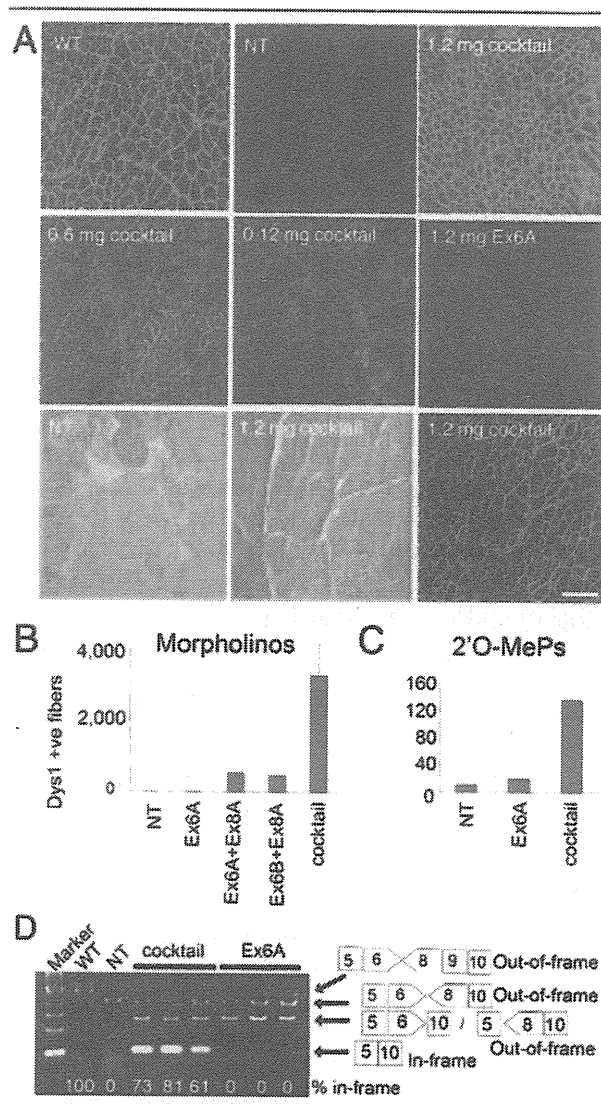 A
WT
NT
1.2 mg cocktail
0.6 mg cocktail
0.12 mg cocktail
1.2 mg Ex6A
NT
1.2 mg cocktail
1.2 mg cocktail
B
Morpholinos
Dys1 +ve fibers
4,000
2,000
0
NT
Ex6A
Ex6A+Ex8A
Ex6B+Ex8A
cocktail
C
2'O-MePs
160
120
80
40
0
NT
Ex6A
cocktail
D
Marker
WT
NT
cocktail
Ex6A
5 6 8 9 10 Out-of-frame
5 6 8 10 Out-of-frame
5 6 10 / 5 8 10
Out-of-frame
5 10 In-frame
100 0 73 81 61 0 0 0 % in-frame